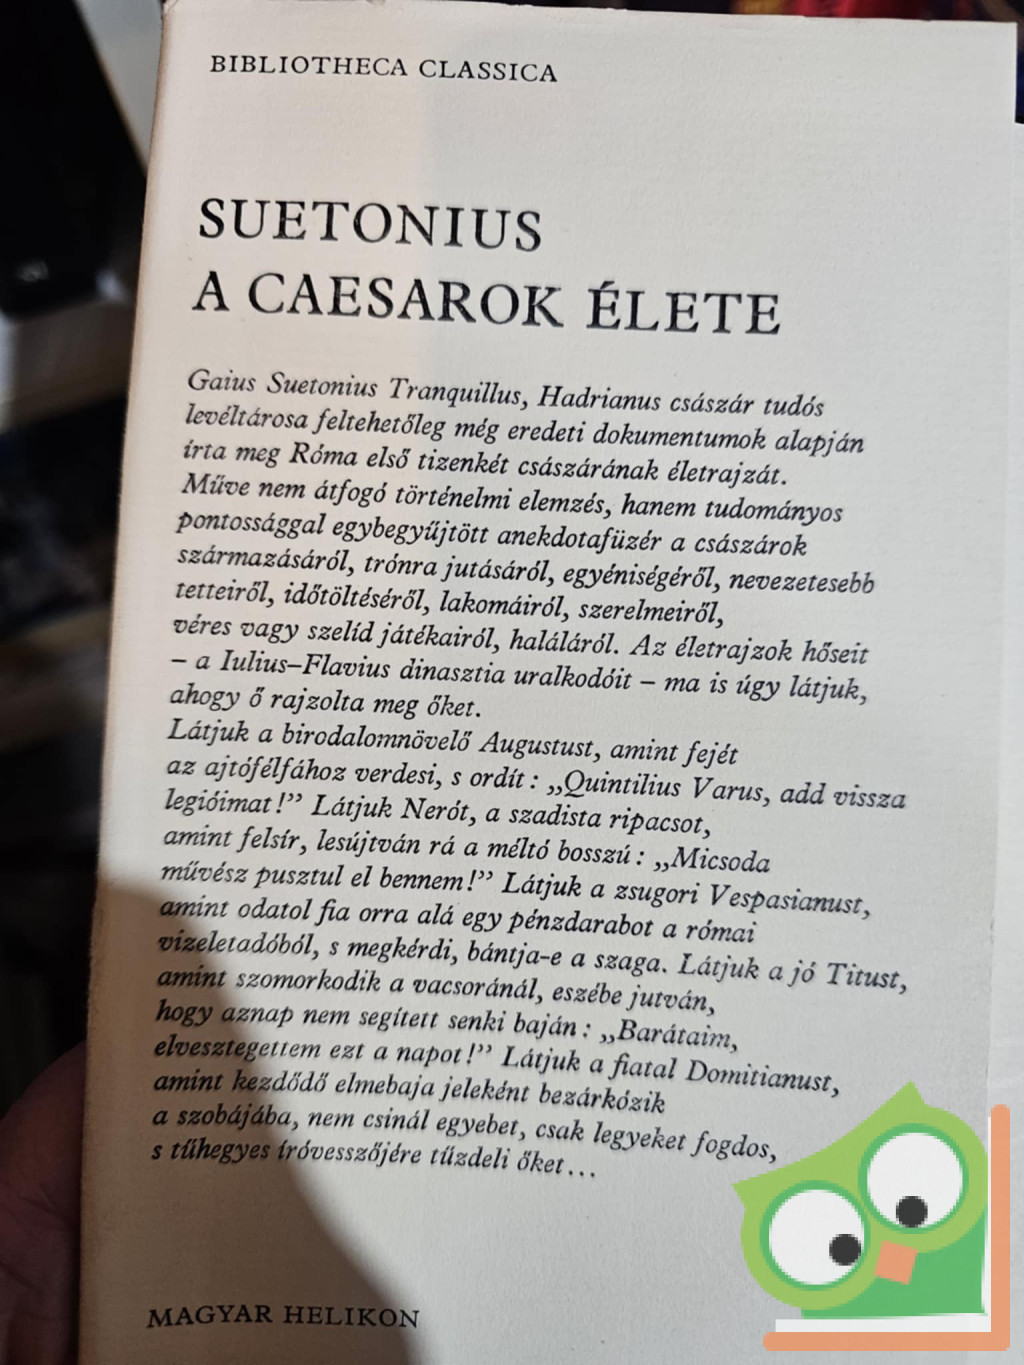 BIBLIOTHECA CLASSICA
SUETONIUS
A CAESAROK ÉLETE
Gaius Suetonius Tranquillus, Hadrianus császár tudós
levéltárosa feltehetőleg még eredeti dokumentumok alapján
írta meg Róma első tizenkét császárának életrajzát.
Műve nem átfogó történelmi elemzés, hanem tudományos
pontossággal egybegyűjtött anekdotafüzér a császárok
származásáról, trónra jutásáról, egyéniségéről, nevezetesebb
tetteiről, időtöltéséről, lakomáiról, szerelmeiről,
véres vagy szelíd játékairól, haláláról. Az életrajzok hőseit
– a Iulius–Flavius dinasztia uralkodóit – ma is úgy látjuk,
ahogy ő rajzolta meg őket.
Látjuk a birodalomnövelő Augustust, amint fejét
az ajtófélfához verdesi, s ordít : „Quintilius Varus, add vissza
legióimat !” Látjuk Nerót, a szadista ripacsot,
amint felsír, lesújtván rá a méltó bosszú : „Micsoda
művész pusztul el bennem !” Látjuk a zsugori Vespasianust,
amint odatol fia orra alá egy pénzdarabot a római
vizeletadóból, s megkérdi, bántja-e a szaga. Látjuk a jó Titust,
amint szomorkodik a vacsoránál, eszébe jutván,
hogy aznap nem segített senki baján : „Barátaim,
elvesztegettem ezt a napot !” Látjuk a fiatal Domitianust,
amint kezdődő elmebaja jeleként bezárkózik
a szobájába, nem csinál egyebet, csak legyeket fogdos,
s tűhegyes íróvesszőjére tűzdeli őket . . .
MAGYAR HELIKON